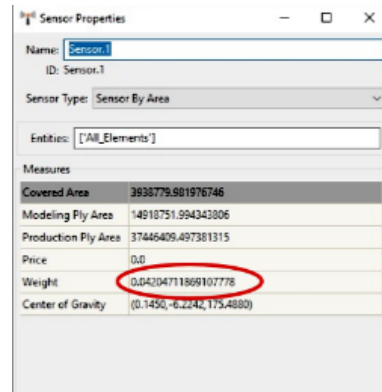 Sensor Properties
Name: Sensor.1
ID: Sensor.1
Sensor Type: Sensor By Area
Entities: ['All_Elements']
Measures
Covered Area 3938779.981976746
Modeling Ply Area 14918751.994343806
Production Ply Area 37446409.497381315
Price 0.0
Weight 0.04204711869107778
Center of Gravity (0.1450,-6.2242,175.4880)